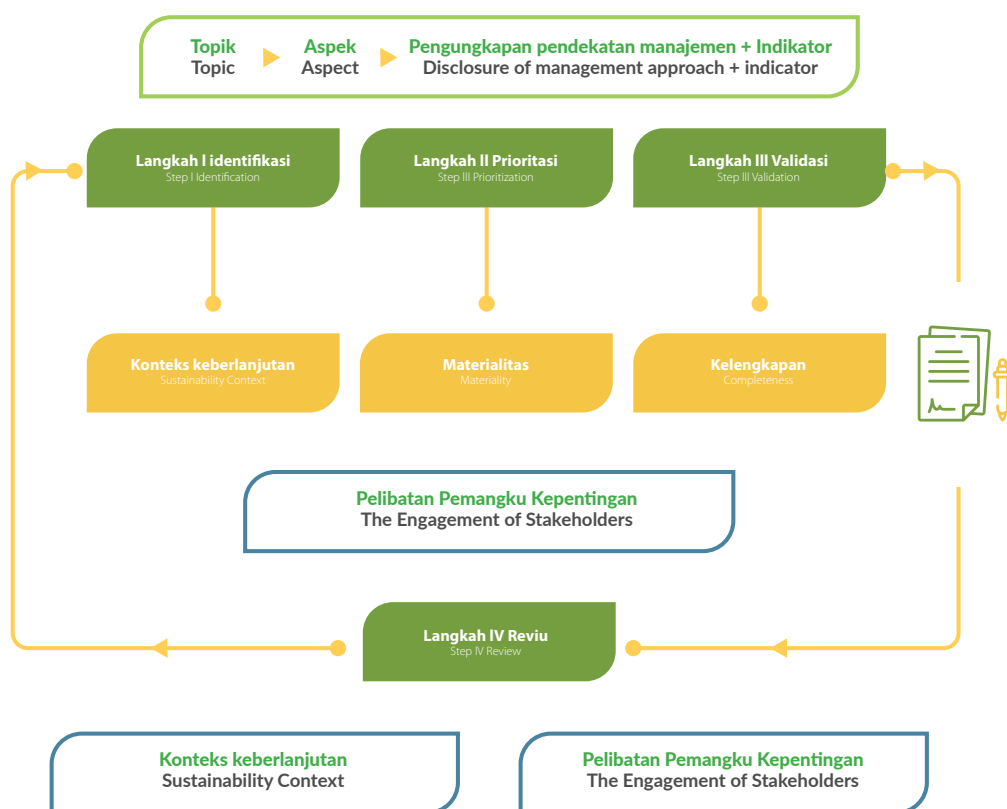 Topik
Topic
Aspek
Aspect
Pengungkapan pendekatan manajemen + Indikator
Disclosure of management approach + indicator
Langkah I identifikasi
Step I Identification
Langkah II Prioritasi
Step III Prioritization
Langkah III Validasi
Step III Validation
Konteks keberlanjutan
Sustainability Context
Materialitas
Materiality
Kelengkapan
Completeness
Pelibatan Pemangku Kepentingan
The Engagement of Stakeholders
Langkah IV Reviu
Step IV Review
Konteks keberlanjutan
Sustainability Context
Pelibatan Pemangku Kepentingan
The Engagement of Stakeholders